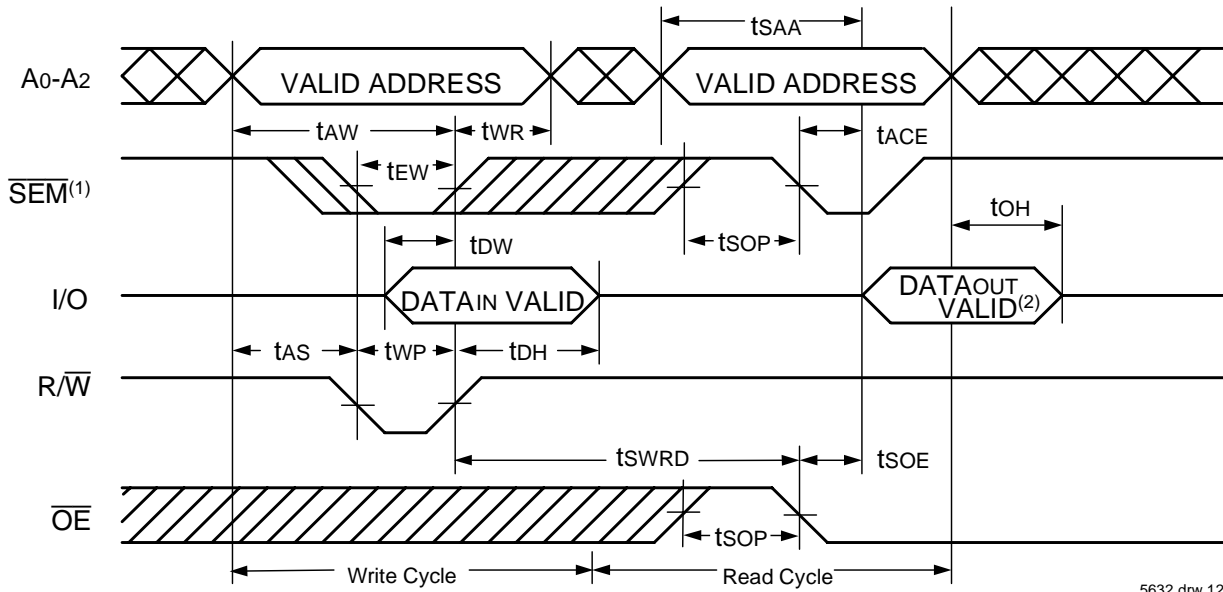 tSAA
A0-A2 VALID ADDRESS VALID ADDRESS
tAW tWR tACE
tEW
SEM(1)
tDW tSOP tOH
I/O DATAIN VALID DATAOUT VALID(2)
tAS tWP tDH
R/W
tSWRD tSOE
OE
tSOP
Write Cycle Read Cycle
5632 drw 12